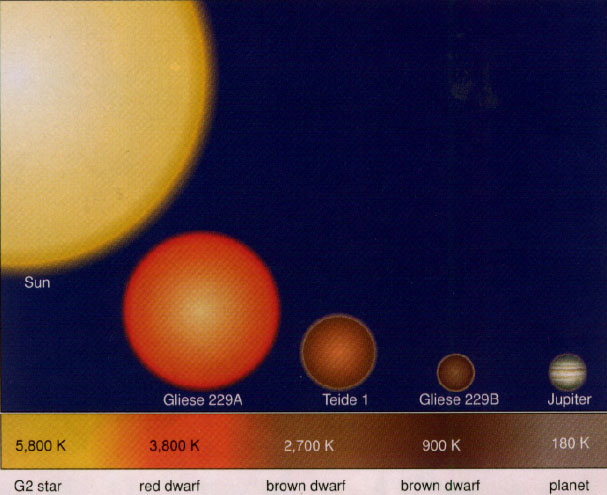 Sun
Gliese 229A
Teide 1
Gliese 229B
Jupiter
5,800 K
3,800 K
2,700 K
900 K
180 K
G2 star
red dwarf
brown dwarf
brown dwarf
planet